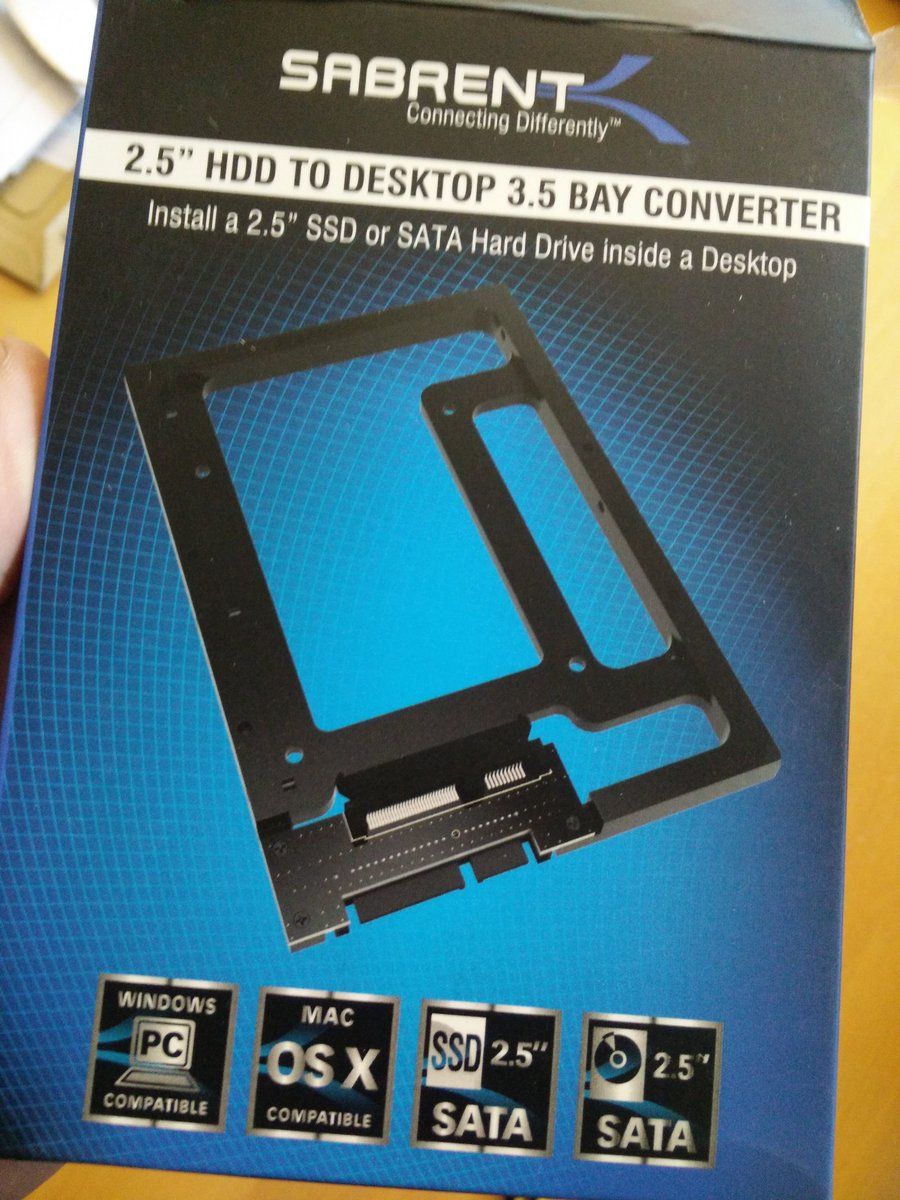 SABRENT
Connecting Differently™
2.5” HDD TO DESKTOP 3.5 BAY CONVERTER
Install a 2.5” SSD or SATA Hard Drive inside a Desktop
WINDOWS
PC
COMPATIBLE
MAC
OS X
COMPATIBLE
SSD 2.5”
SATA
2.5”
SATA